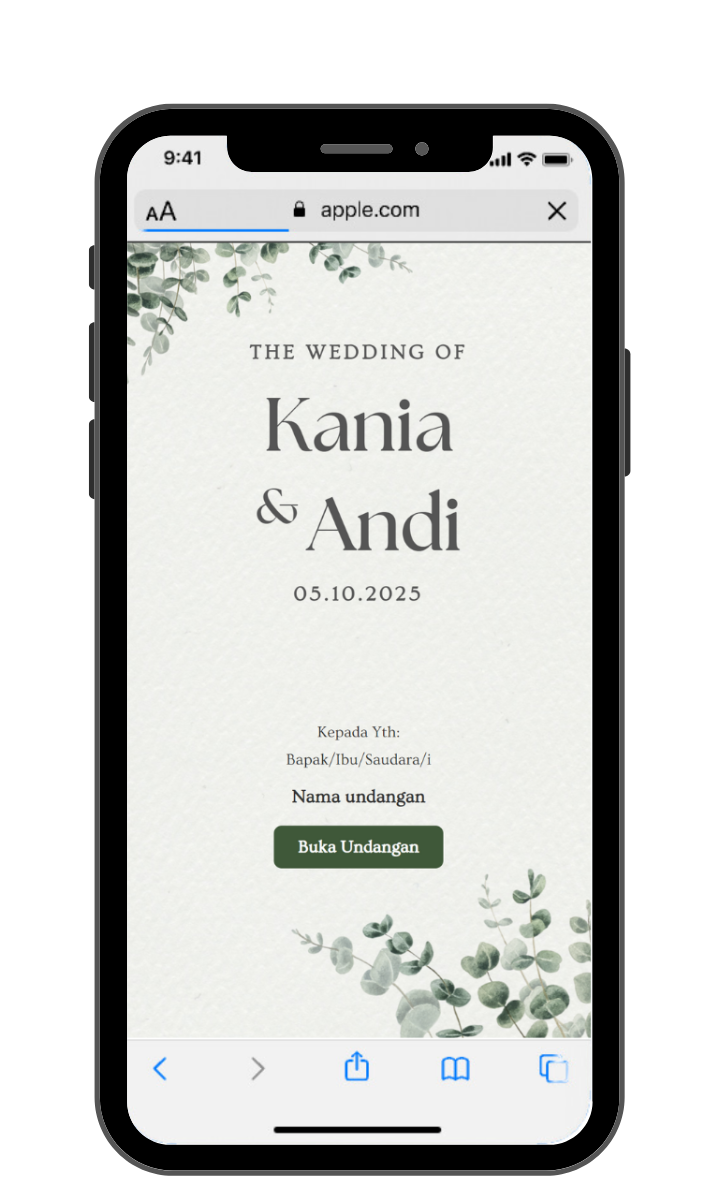 9:41
AA
apple.com
THE WEDDING OF
Kania
& Andi
05.10.2025
Kepada Yth:
Bapak/Ibu/Saudara/i
Nama undangan
Buka Undangan